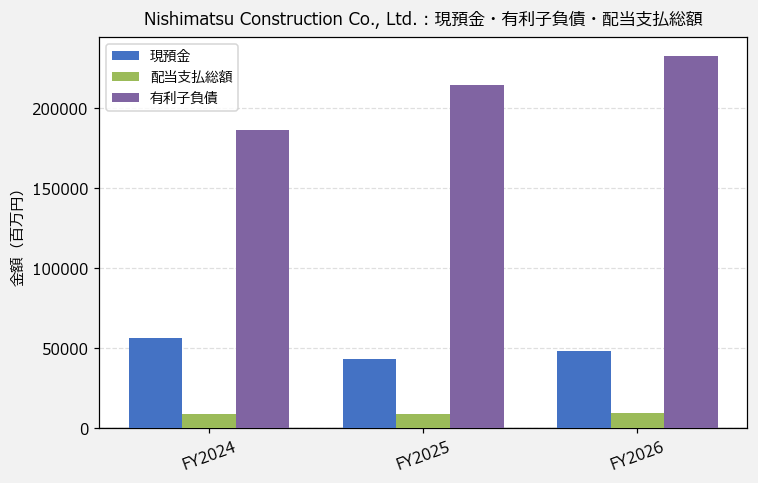 Nishimatsu Construction Co., Ltd. : 現預金・有利子負債・配当支払総額
現預金
配当支払総額
有利子負債
金額（百万円）
200000
150000
100000
50000
0
FY2024
FY2025
FY2026